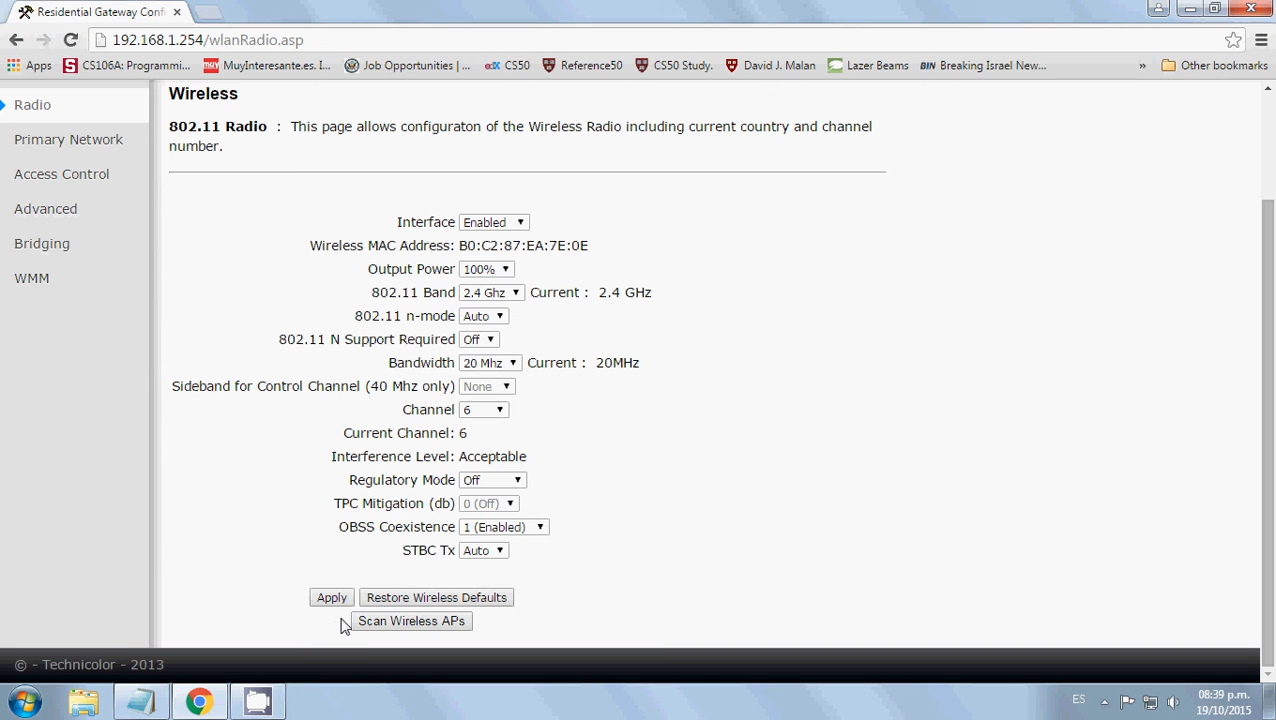 Residential Gateway Confi
192.168.1.254/wlanRadio.asp
Apps CS106A: Programmi... MuyInteresante.es. I... Job Opportunities | ... edX CS50 Reference50 CS50 Study. David J. Malan Lazer Beams BIN Breaking Israel New... » Other bookmarks
Radio
Primary Network
Access Control
Advanced
Bridging
WMM
Wireless
802.11 Radio : This page allows configuraton of the Wireless Radio including current country and channel
number.
Interface Enabled
Wireless MAC Address: B0:C2:87:EA:7E:0E
Output Power 100%
802.11 Band 2.4 Ghz Current : 2.4 GHz
802.11 n-mode Auto
802.11 N Support Required Off
Bandwidth 20 Mhz Current : 20MHz
Sideband for Control Channel (40 Mhz only) None
Channel 6
Current Channel: 6
Interference Level: Acceptable
Regulatory Mode Off
TPC Mitigation (db) 0 (Off)
OBSS Coexistence 1 (Enabled)
STBC Tx Auto
Apply Restore Wireless Defaults
Scan Wireless APs
© - Technicolor - 2013
ES 08:39 p.m.
19/10/2015